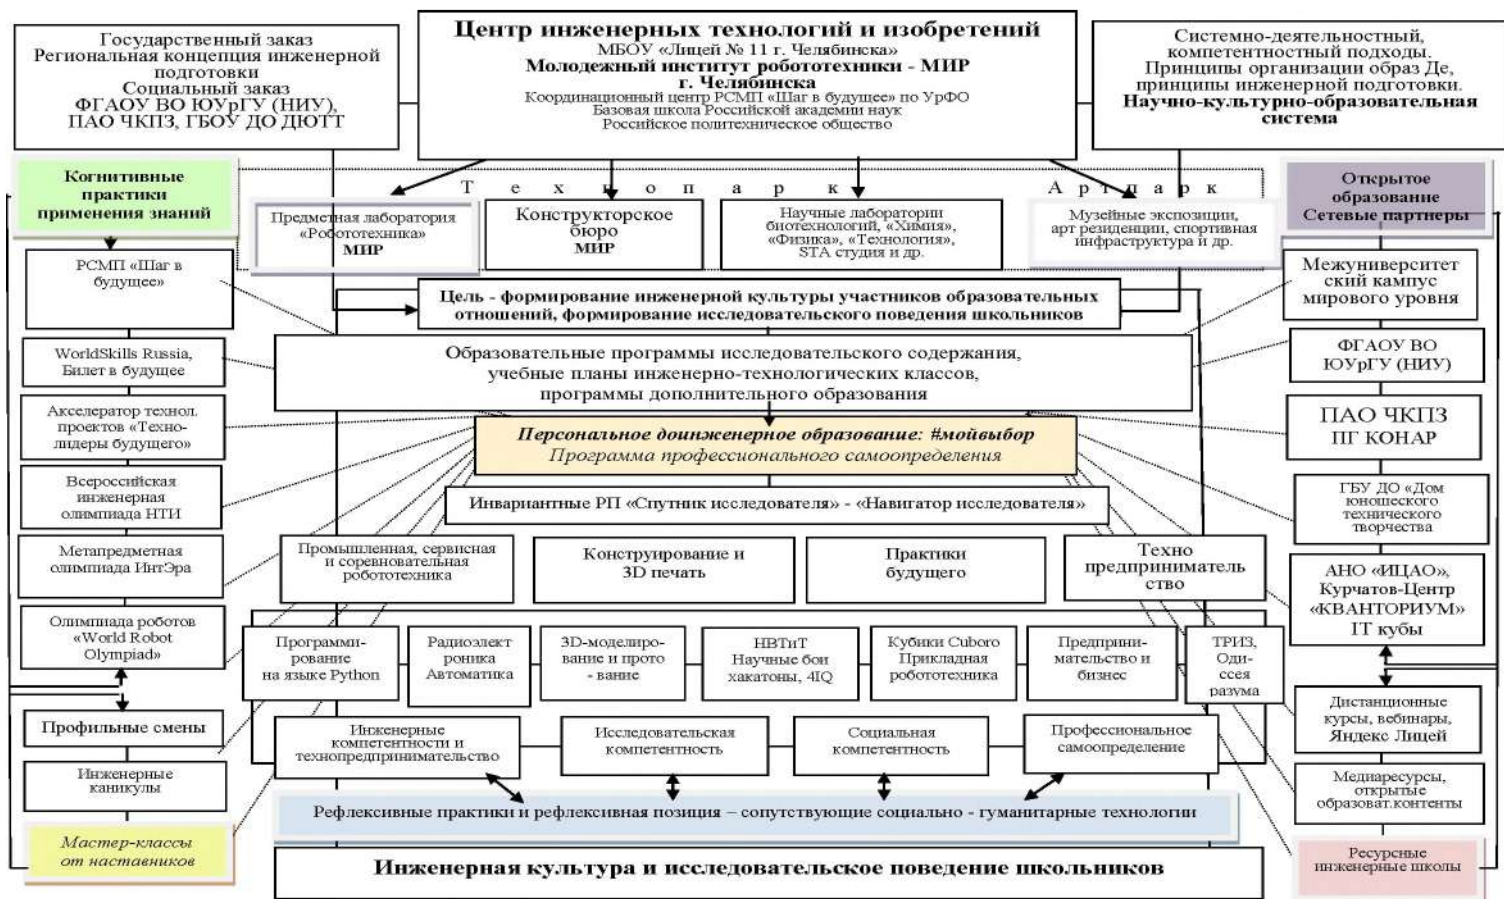 Государственный заказ
Региональная концепция инженерной
подготовки
Социальный заказ
ФГАОУ ВО ЮУрГУ (НИУ),
ПАО ЧКПЗ, ГБОУ ДО ДЮТТ
Центр инженерных технологий и изобретений
МБОУ «Лицей № 11 г. Челябинска»
Молодежный институт робототехники - МИР
г. Челябинска
Координационный центр РСМП «Шаг в будущее» по УрФО
Базовая школа Российской академии наук
Российское политехническое общество
Системно-деятельностный,
компетентностный подходы.
Принципы организации образ Де,
принципы инженерной подготовки.
Научно-культурно-образовательная
система
Когнитивные
практики
применения знаний
Технопарк Артпарк
Открытое
образование
Сетевые партнеры
Предметная лаборатория
«Робототехника»
МИР
Конструкторское
бюро
МИР
Научные лаборатории
биотехнологий, «Химия»,
«Физика», «Технология»,
STA студия и др.
Музейные экспозиции,
арт резиденции, спортивная
инфраструктура и др.
РСМП «Шаг в
будущее»
WorldSkills Russia,
Билет в будущее
Акселератор технол.
проектов «Техно-
лидеры будущего»
Всероссийская
инженерная
олимпиада НТИ
Метапредметная
олимпиада ИнтЭра
Олимпиада роботов
«World Robot
Olympiad»
Профильные смены
Инженерные
каникулы
Мастер-классы
от наставников
Цель - формирование инженерной культуры участников образовательных
отношений, формирование исследовательского поведения школьников
Образовательные программы исследовательского содержания,
учебные планы инженерно-технологических классов,
программы дополнительного образования
Персональное доинженерное образование: #мойвыбор
Программа профессионального самоопределения
Инвариантные РП «Спутник исследователя» - «Навигатор исследователя»
Промышленная, сервисная
и соревновательная
робототехника
Конструирование и
3D печать
Практики
будущего
Техно
предприниматель
ство
Программи-
рование
на языке Python
Радиоэлект
роника
Автоматика
3D-моделиро-
вание и прото
- вание
НВТиТ
Научные бои
хакатоны, 4IQ
Кубики Cuboro
Прикладная
робототехника
Предприни-
мательство и
бизнес
ТРИЗ,
Оди-
ссея
разума
Инженерные
компетентности и
технопредпринимательство
Исследовательская
компетентность
Социальная
компетентность
Профессиональное
самоопределение
Рефлексивные практики и рефлексивная позиция – сопутствующие социально - гуманитарные технологии
Инженерная культура и исследовательское поведение школьников
Межуниверситет
ский кампус
мирового уровня
ФГАОУ ВО
ЮУрГУ (НИУ)
ПАО ЧКПЗ
ПГ КОНАР
ГБУ ДО «Дом
юношеского
технического
творчества
АНО «ИЦАО»,
Курчатов-Центр
«КВАНТОРИУМ»
IT кубы
Дистанционные
курсы, вебинары,
Яндекс Лицей
Медиаресурсы,
открытые
образоват.контенты
Ресурсные
инженерные школы